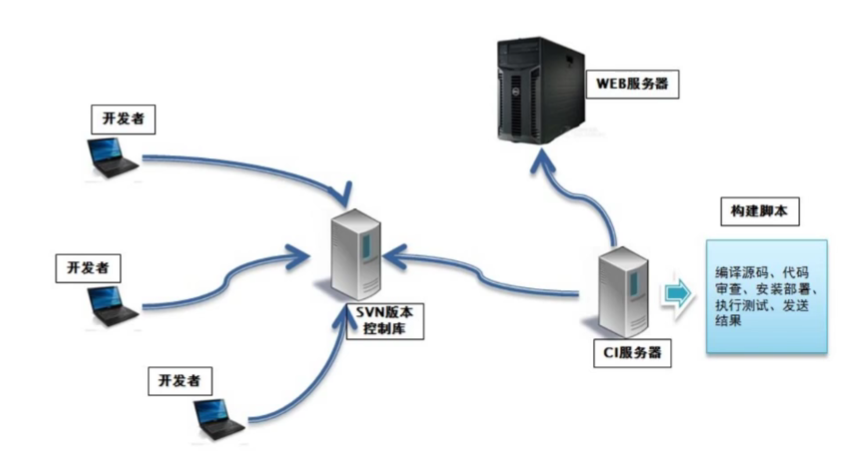 WEB服务器
开发者
构建脚本
开发者
编译源码、代码
审查、安装部署、
执行测试、发送
结果
SVN版本
控制库
CI服务器
开发者